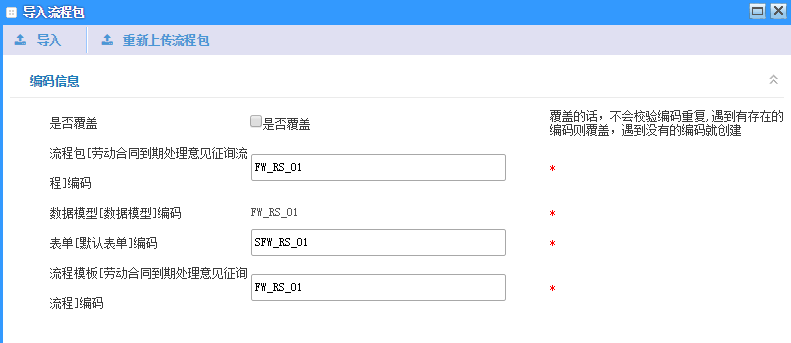 导入流程包
导入 重新上传流程包
编码信息
是否覆盖 是否覆盖 覆盖的话，不会校验编码重复,遇到有存在的
编码则覆盖，遇到没有的编码就创建
流程包[劳动合同到期处理意见征询流
程]编码 FW_RS_01 *
数据模型[数据模型]编码 FW_RS_01 *
表单[默认表单]编码 SFW_RS_01 *
流程模板[劳动合同到期处理意见征询
流程]编码 FW_RS_01 *